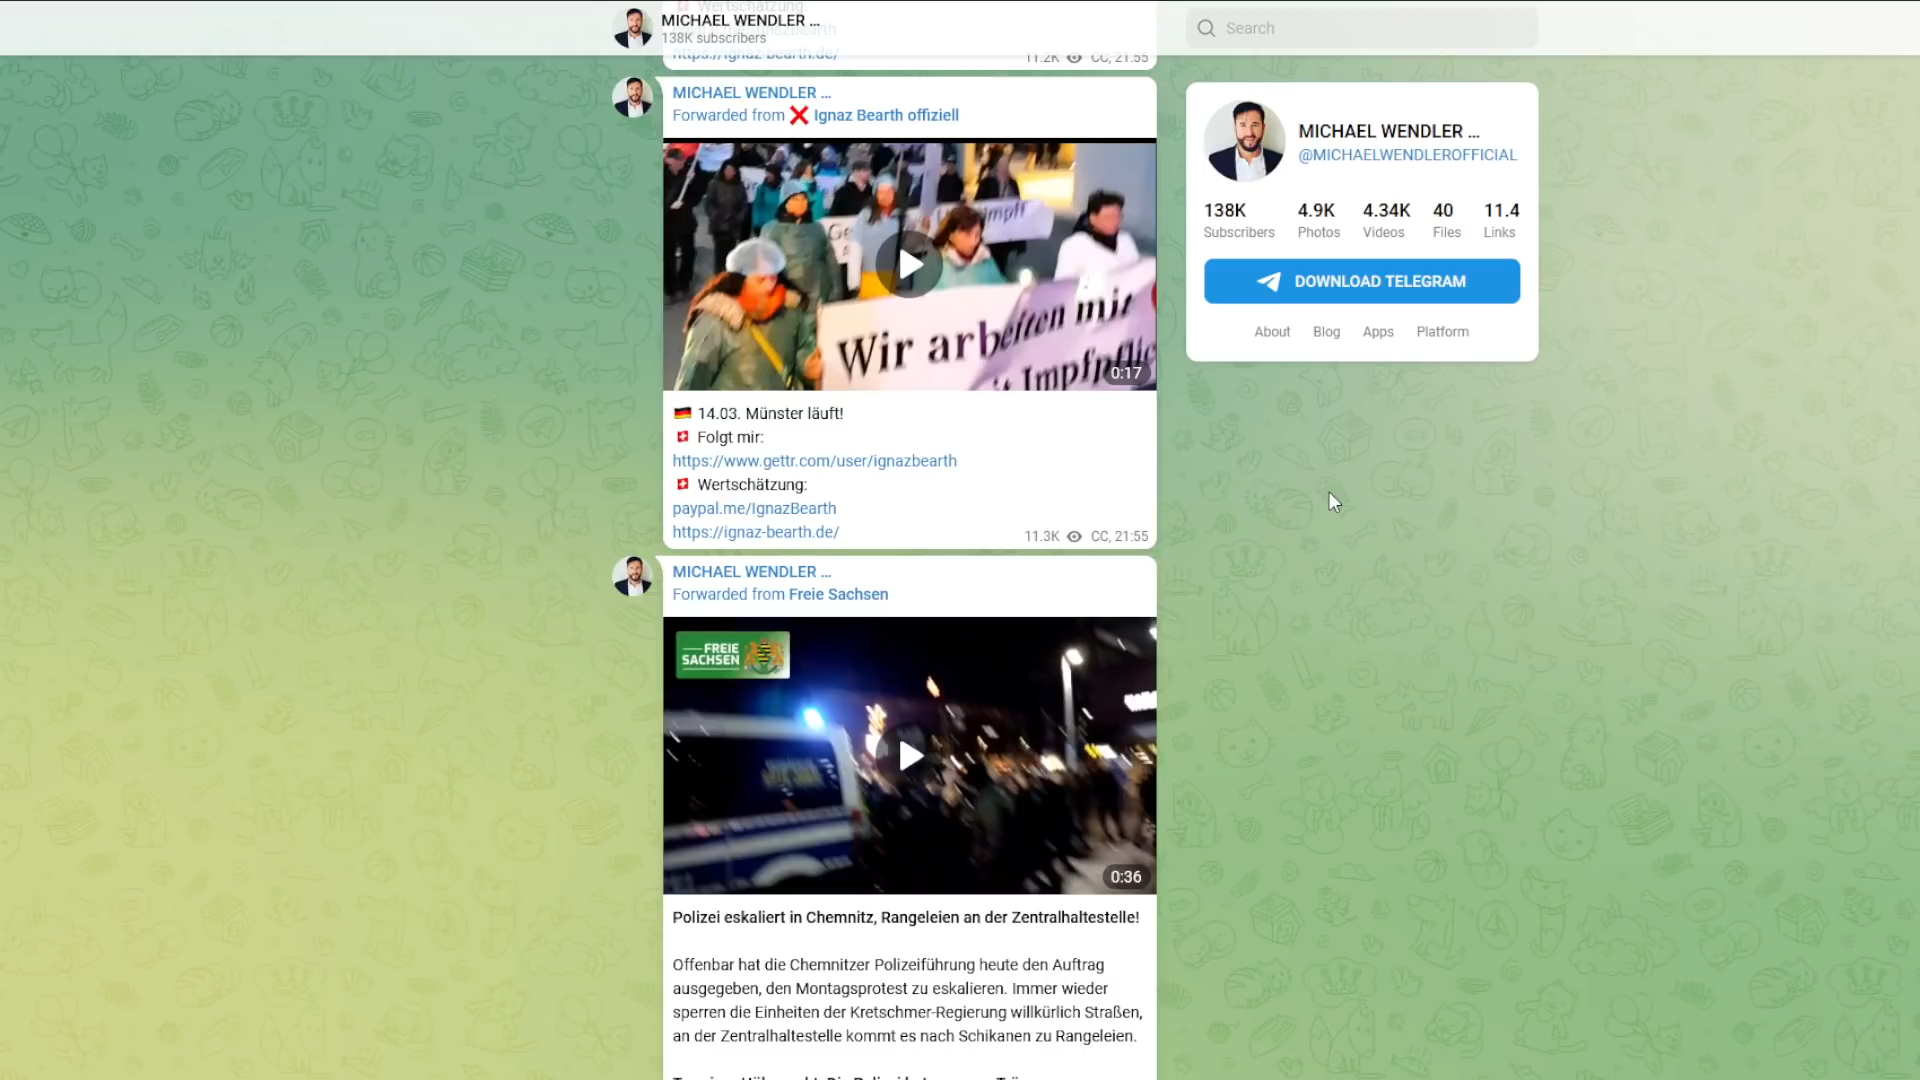 Wertschätzung:
MICHAEL WENDLER ...
138K subscribers
Search
https://ignaz-bearth.de/
11.2K CC, 21:55
MICHAEL WENDLER ...
Forwarded from ❌ Ignaz Bearth offiziell
Wir arbeiten mit
Impfpflic
0:17
🇩🇪 14.03. Münster läuft!
🇨🇭 Folgt mir:
https://www.gettr.com/user/ignazbearth
🇨🇭 Wertschätzung:
paypal.me/IgnazBearth
https://ignaz-bearth.de/
11.3K CC, 21:55
MICHAEL WENDLER ...
Forwarded from Freie Sachsen
FREIE
SACHSEN
0:36
Polizei eskaliert in Chemnitz, Rangeleien an der Zentralhaltestelle!
Offenbar hat die Chemnitzer Polizeiführung heute den Auftrag
ausgegeben, den Montagsprotest zu eskalieren. Immer wieder
sperren die Einheiten der Kretschmer-Regierung willkürlich Straßen,
an der Zentralhaltestelle kommt es nach Schikanen zu Rangeleien.
MICHAEL WENDLER ...
@MICHAELWENDLEROFFICIAL
138K 4.9K 4.34K 40 11.4
Subscribers Photos Videos Files Links
DOWNLOAD TELEGRAM
About Blog Apps Platform